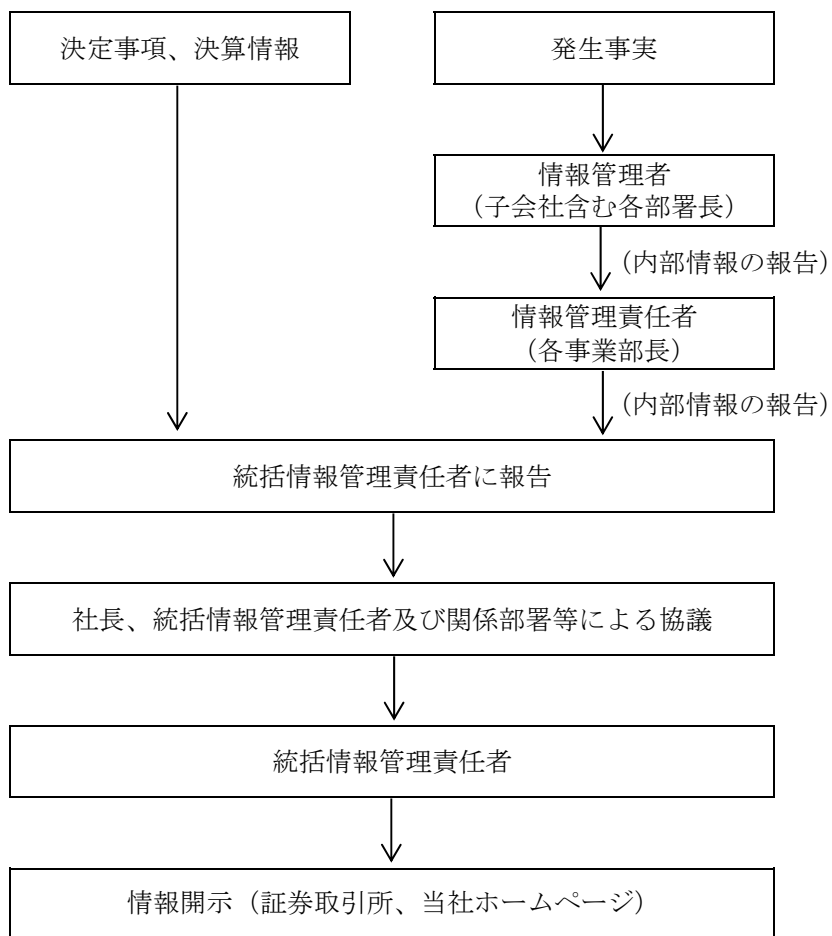 決定事項、決算情報
発生事実
情報管理者
（子会社含む各部署長）
（内部情報の報告）
情報管理責任者
（各事業部長）
（内部情報の報告）
統括情報管理責任者に報告
社長、統括情報管理責任者及び関係部署等による協議
統括情報管理責任者
情報開示（証券取引所、当社ホームページ）